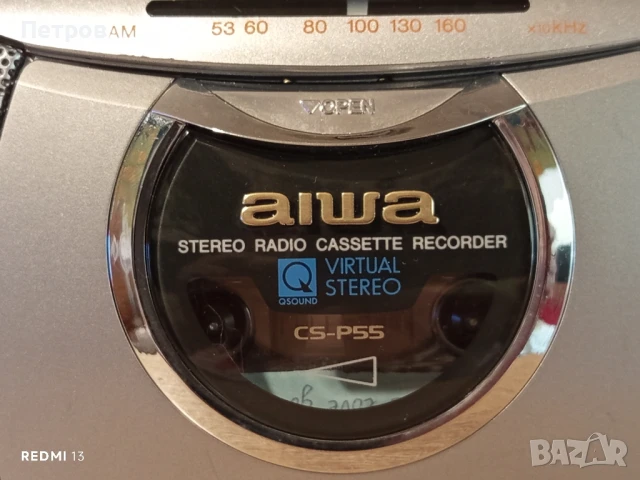 Петров AM 53 60 80 100 130 160 x10kHz
▽/OPEN
aiwa
STEREO RADIO CASSETTE RECORDER
Q VIRTUAL
QSOUND STEREO
CS-P55
REDMI 13
BAZAR